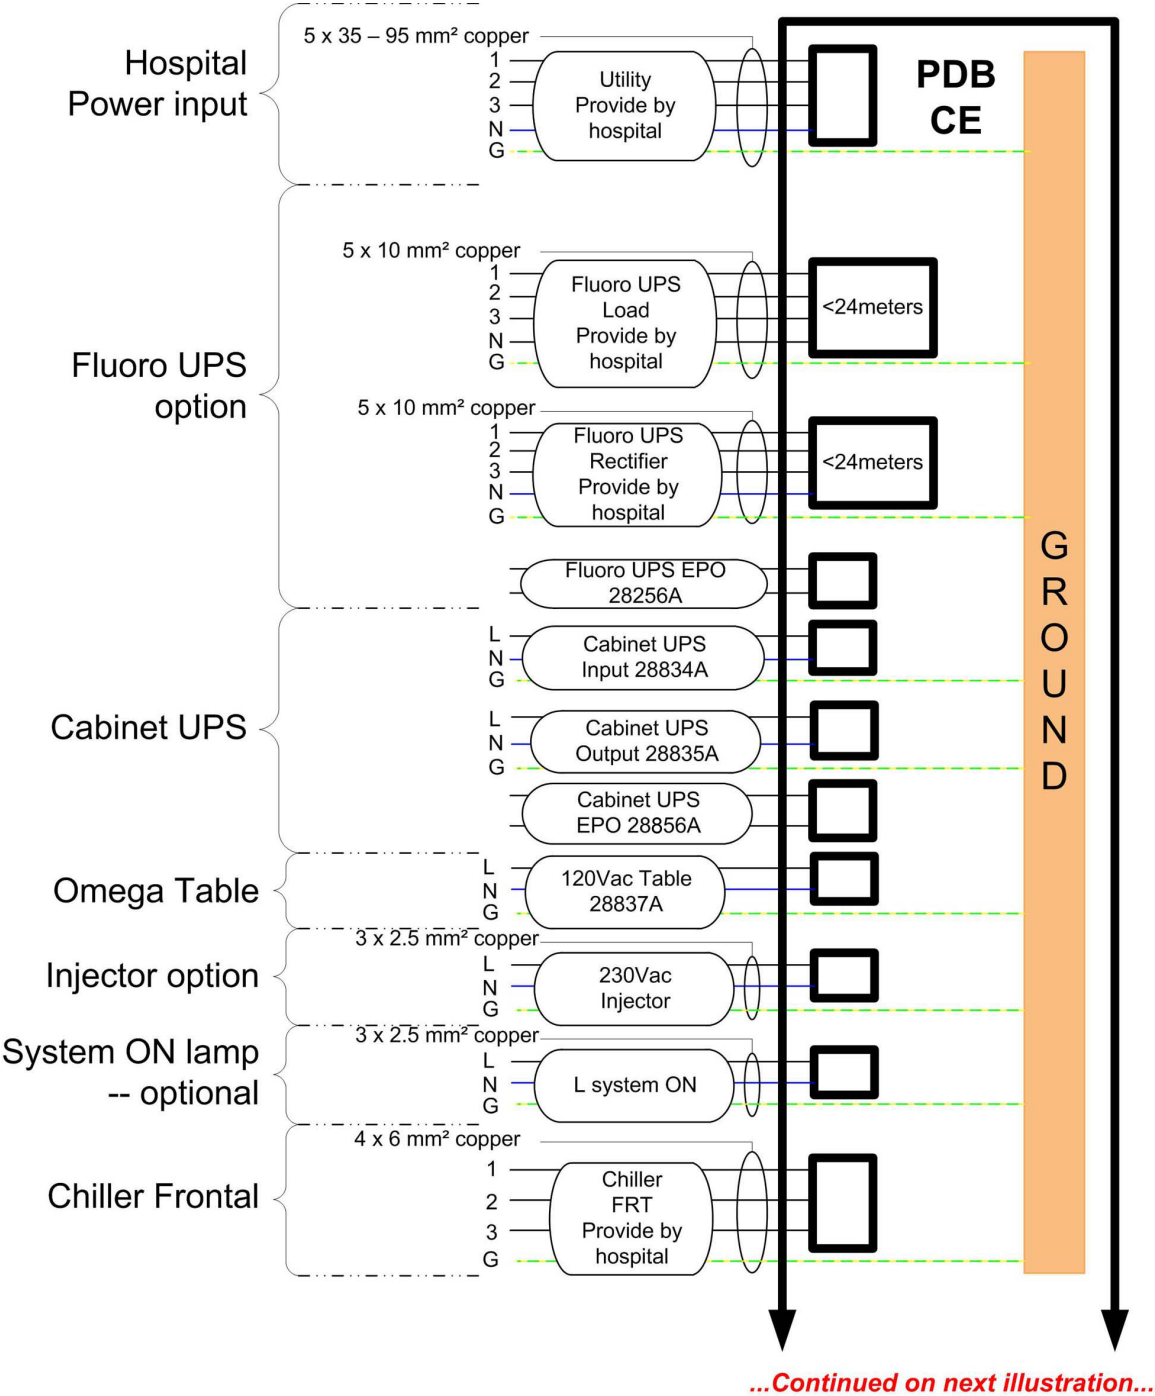 Hospital
Power input
5 x 35 – 95 mm² copper
1
2
3
N
G
Utility
Provide by
hospital
PDB
CE
Fluoro UPS
option
5 x 10 mm² copper
1
2
3
N
G
Fluoro UPS
Load
Provide by
hospital
<24meters
5 x 10 mm² copper
1
2
3
N
G
Fluoro UPS
Rectifier
Provide by
hospital
<24meters
Fluoro UPS EPO
28256A
GROUND
Cabinet UPS
L
N
G
Cabinet UPS
Input 28834A
L
N
G
Cabinet UPS
Output 28835A
Cabinet UPS
EPO 28856A
Omega Table
L
N
G
120Vac Table
28837A
Injector option
3 x 2.5 mm² copper
L
N
G
230Vac
Injector
System ON lamp
-- optional
3 x 2.5 mm² copper
L
N
G
L system ON
Chiller Frontal
4 x 6 mm² copper
1
2
3
G
Chiller
FRT
Provide by
hospital
...Continued on next illustration...